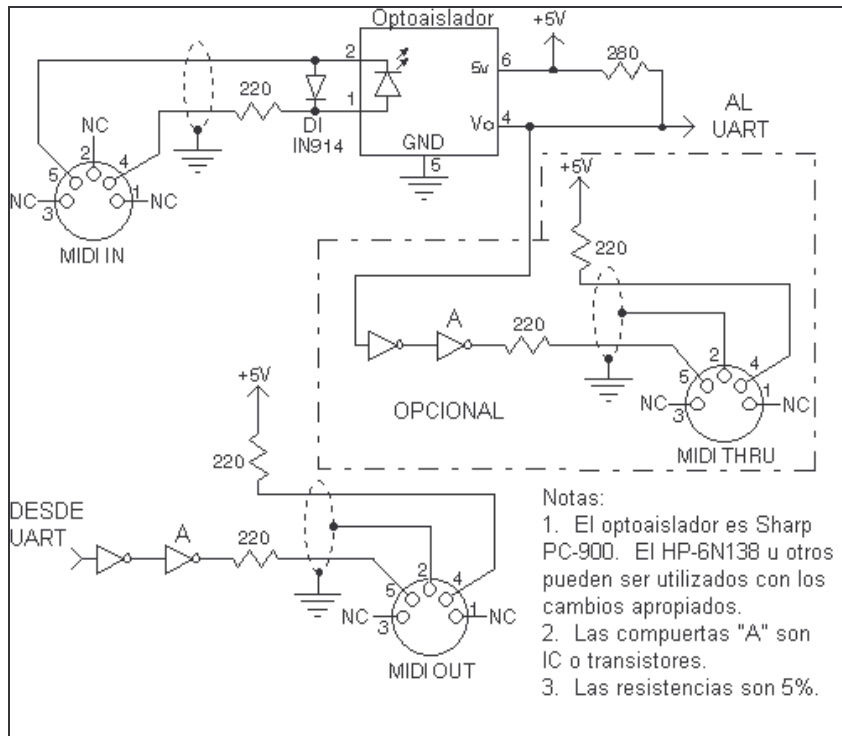 Optoaislador
+5V
2
6
280
5v
220
1
4
AL
UART
Vo
DI
IN914
GND
5
NC
2
5
4
NC
3
1
NC
MIDI IN
+5V
220
A
220
2
5
4
NC
3
1
NC
OPCIONAL
MIDI THRU
+5V
220
DESDE
UART
A
220
2
5
4
NC
3
1
NC
MIDI OUT
Notas:
1. El optoaislador es Sharp
PC-900. El HP-6N138 u otros
pueden ser utilizados con los
cambios apropiados.
2. Las compuertas "A" son
IC o transistores.
3. Las resistencias son 5%.